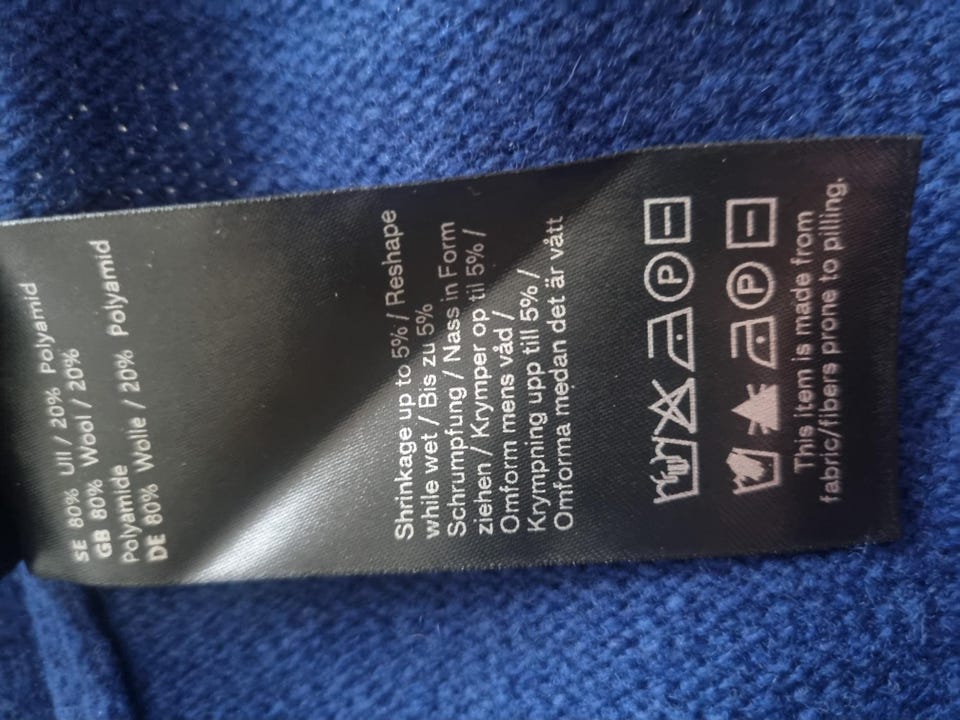 SE 80% Ull / 20% Polyamid
GB 80% Wool / 20%
Polyamide
DE 80% Wolle / 20% Polyamid
Shrinkage up to 5% / Reshape
while wet / Bis zu 5%
Schrumpfung / Nass in Form
ziehen / Krymper op til 5% /
Omform mens våd /
Krympning upp till 5% /
Omforma medan det är vått
P
P
This item is made from
fabric/fibers prone to pilling.